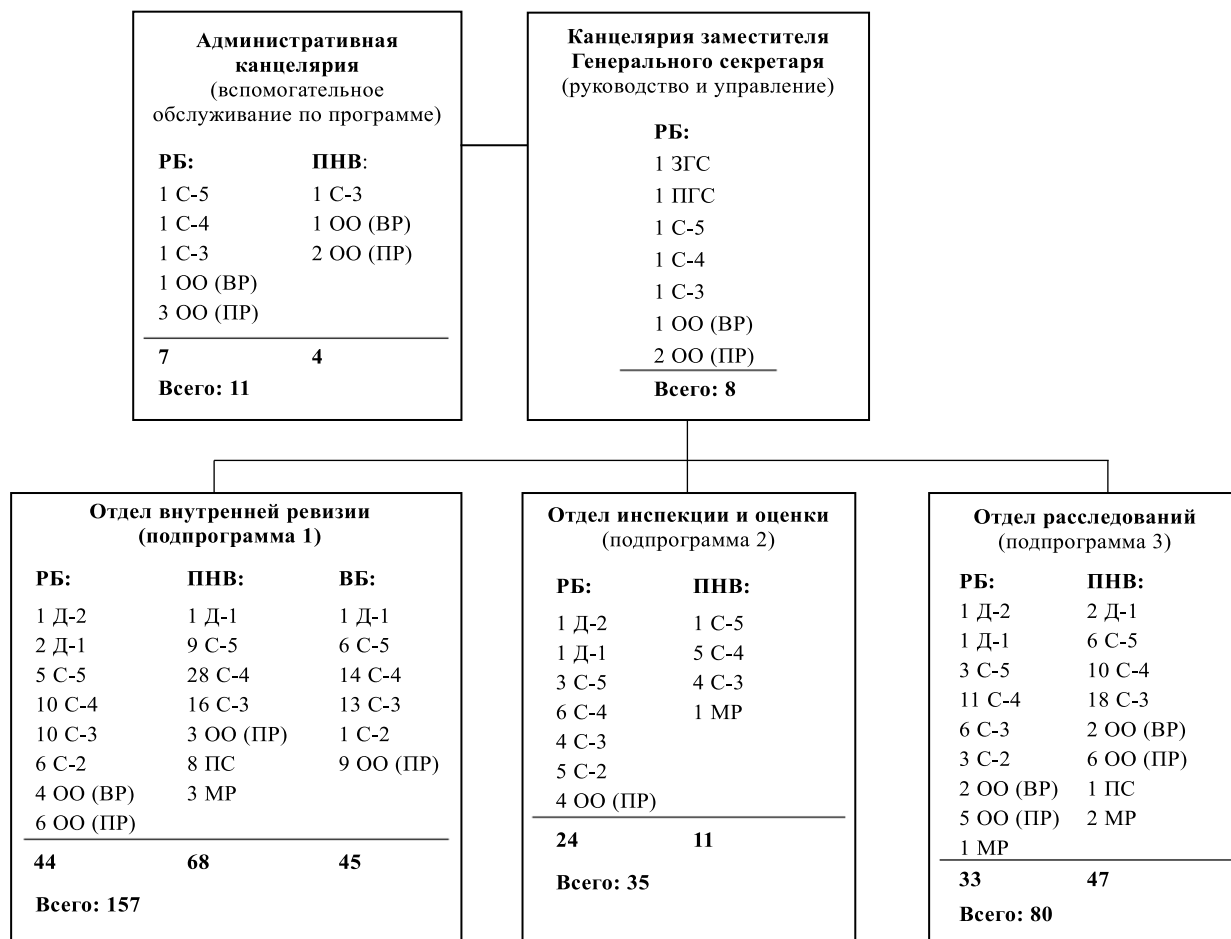 Административная
канцелярия
(вспомогательное
обслуживание по программе)
РБ: ПНВ:
1 С-5 1 С-3
1 С-4 1 ОО (ВР)
1 С-3 2 ОО (ПР)
1 ОО (ВР)
3 ОО (ПР)
7 4
Всего: 11
Канцелярия заместителя
Генерального секретаря
(руководство и управление)
РБ:
1 ЗГС
1 ПГС
1 С-5
1 С-4
1 С-3
1 ОО (ВР)
2 ОО (ПР)
Всего: 8
Отдел внутренней ревизии
(подпрограмма 1)
РБ: ПНВ: ВБ:
1 Д-2 1 Д-1 1 Д-1
2 Д-1 9 С-5 6 С-5
5 С-5 28 С-4 14 С-4
10 С-4 16 С-3 13 С-3
10 С-3 3 ОО (ПР) 1 С-2
6 С-2 8 ПС 9 ОО (ПР)
4 ОО (ВР) 3 МР
6 ОО (ПР)
44 68 45
Всего: 157
Отдел инспекции и оценки
(подпрограмма 2)
РБ: ПНВ:
1 Д-2 1 С-5
1 Д-1 5 С-4
3 С-5 4 С-3
6 С-4 1 МР
4 С-3
5 С-2
4 ОО (ПР)
24 11
Всего: 35
Отдел расследований
(подпрограмма 3)
РБ: ПНВ:
1 Д-2 2 Д-1
1 Д-1 6 С-5
3 С-5 10 С-4
11 С-4 18 С-3
6 С-3 2 ОО (ВР)
3 С-2 6 ОО (ПР)
2 ОО (ВР) 1 ПС
5 ОО (ПР) 2 МР
1 МР
33 47
Всего: 80